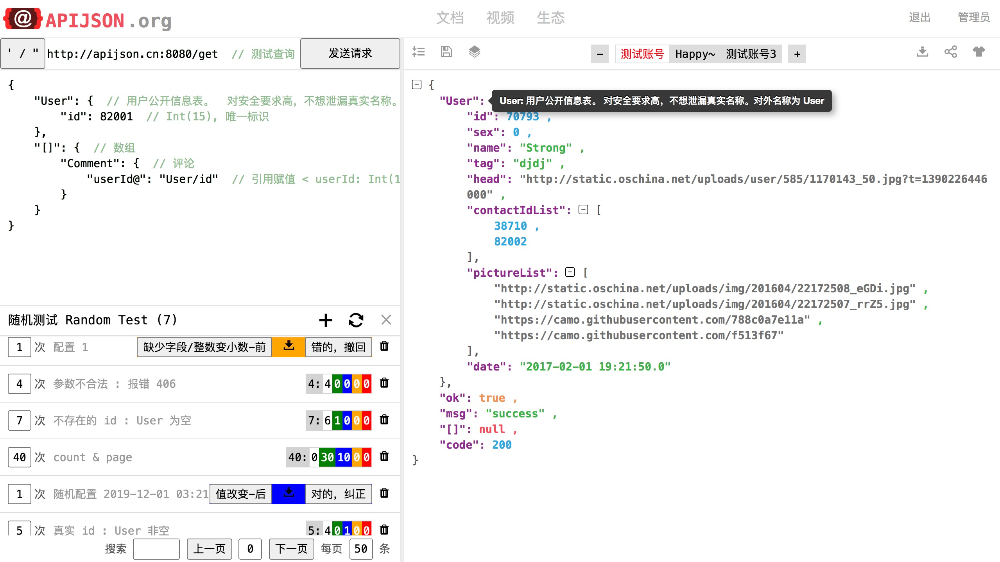 @ APIJSON.org
文档 视频 生态
退出 管理员
' / " http://apijson.cn:8080/get // 测试查询 发送请求
{
"User": { // 用户公开信息表。 对安全要求高，不想泄漏真实名称。
"id": 82001 // Int(15), 唯一标识
},
"[]": { // 数组
"Comment": { // 评论
"userId@": "User/id" // 引用赋值 < userId: Int(1
}
}
}
随机测试 Random Test (7)
1 次 配置 1 缺少字段/整数变小数-前 错的，撤回
4 次 参数不合法 : 报错 406 4: 4 0 0 0 0
7 次 不存在的 id : User 为空 7: 6 1 0 0 0
40 次 count & page 40: 0 30 10 0 0
1 次 随机配置 2019-12-01 03:21 值改变-后 对的，纠正
5 次 真实 id : User 非空 5: 4 0 1 0 0
搜索 上一页 0 下一页 每页 50 条
- 测试账号 Happy~ 测试账号3 +
{
"User":
User: 用户公开信息表。 对安全要求高，不想泄漏真实名称。对外名称为 User
"id": 70793 ,
"sex": 0 ,
"name": "Strong" ,
"tag": "djdj" ,
"head": "http://static.oschina.net/uploads/user/585/1170143_50.jpg?t=1390226446
000" ,
"contactIdList": [
38710 ,
82002
],
"pictureList": [
"http://static.oschina.net/uploads/img/201604/22172508_eGDi.jpg" ,
"http://static.oschina.net/uploads/img/201604/22172507_rrZ5.jpg" ,
"https://camo.githubusercontent.com/788c0a7e11a" ,
"https://camo.githubusercontent.com/f513f67"
],
"date": "2017-02-01 19:21:50.0"
},
"ok": true ,
"msg": "success" ,
"[]": null ,
"code": 200
}